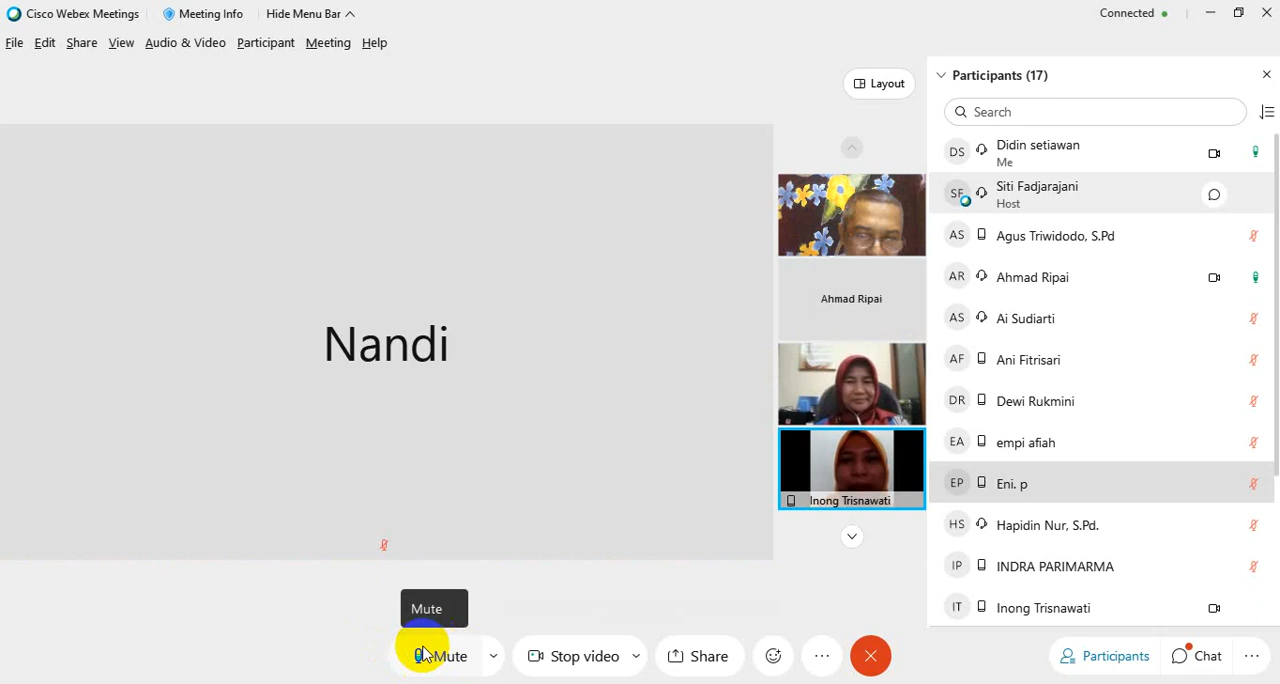 Cisco Webex Meetings
Meeting Info
Hide Menu Bar
Connected
File Edit Share View Audio & Video Participant Meeting Help
Layout
Participants (17)
Search
DS Didin setiawan
Me
SF Siti Fadjarajani
Host
AS Agus Triwidodo, S.Pd
AR Ahmad Ripai
AS Ai Sudiarti
AF Ani Fitrisari
DR Dewi Rukmini
EA empi afiah
EP Eni. p
HS Hapidin Nur, S.Pd.
IP INDRA PARIMARMA
IT Inong Trisnawati
Nandi
Ahmad Ripai
Inong Trisnawati
Mute
Mute
Stop video
Share
Participants
Chat